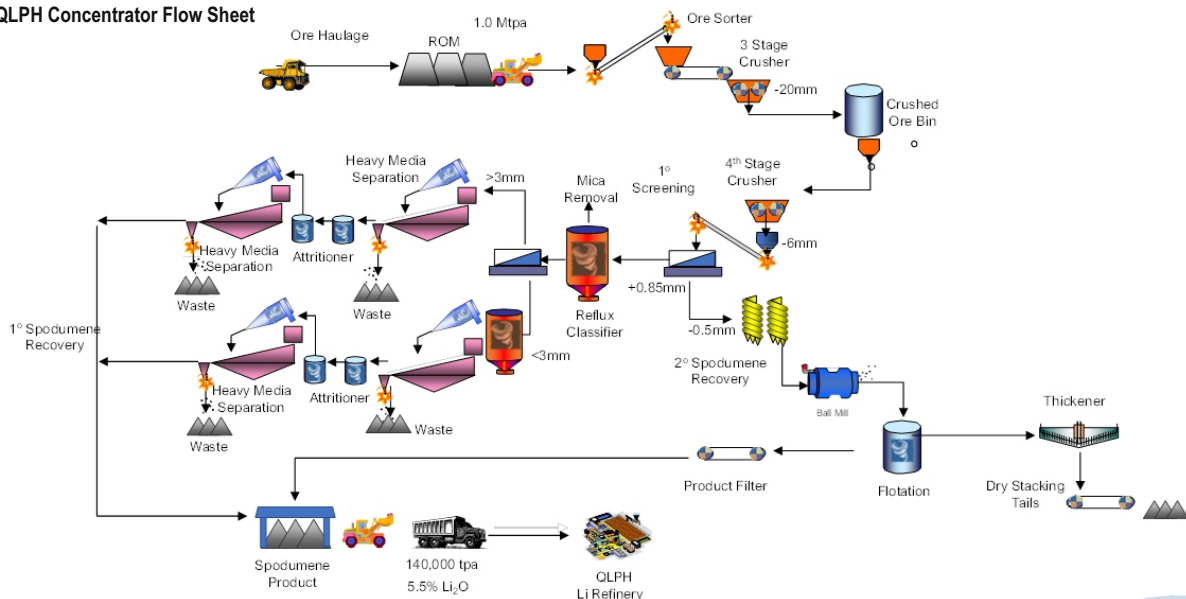 QLPH Concentrator Flow Sheet
Ore Haulage
ROM
1.0 Mtpa
Ore Sorter
3 Stage
Crusher
-20mm
Crushed
Ore Bin
Heavy Media
Separation
>3mm
Mica
Removal
1° 
Screening
4th Stage
Crusher
-6mm
Heavy Media
Separation
Attritioner
Waste
Waste
+0.85mm
Reflux
Classifier
-0.5mm
<3mm
1° Spodumene
Recovery
2° Spodumene
Recovery
Heavy Media
Separation
Attritioner
Waste
Waste
Ball Mill
Thickener
Product Filter
Flotation
Dry Stacking
Tails
Spodumene
Product
140,000 tpa
5.5% Li₂O
QLPH
Li Refinery